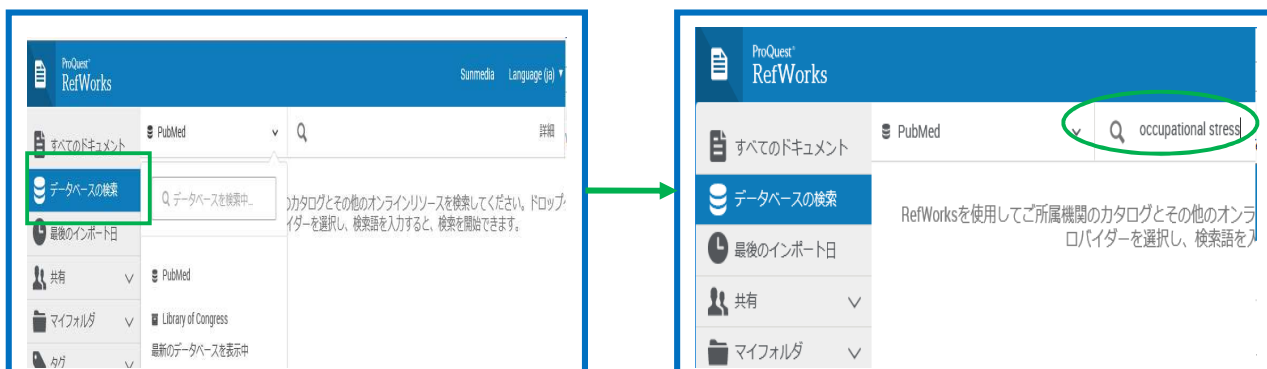 ProQuest®
RefWorks
Sunmedia Language (ja)
すべてのドキュメント
PubMed
詳細
データベースの検索
データベースを検索中...
のカタログとその他のオンラインリソースを検索してください。ドロップ
イダーを選択し、検索語を入力すると、検索を開始できます。
最後のインポート日
共有
PubMed
マイフォルダ
Library of Congress
最新のデータベースを表示中
タグ
ProQuest®
RefWorks
すべてのドキュメント
PubMed
occupational stress
データベースの検索
RefWorksを使用してご所属機関のカタログとその他のオンラ
ロバイダーを選択し、検索語を入
最後のインポート日
共有
マイフォルダ